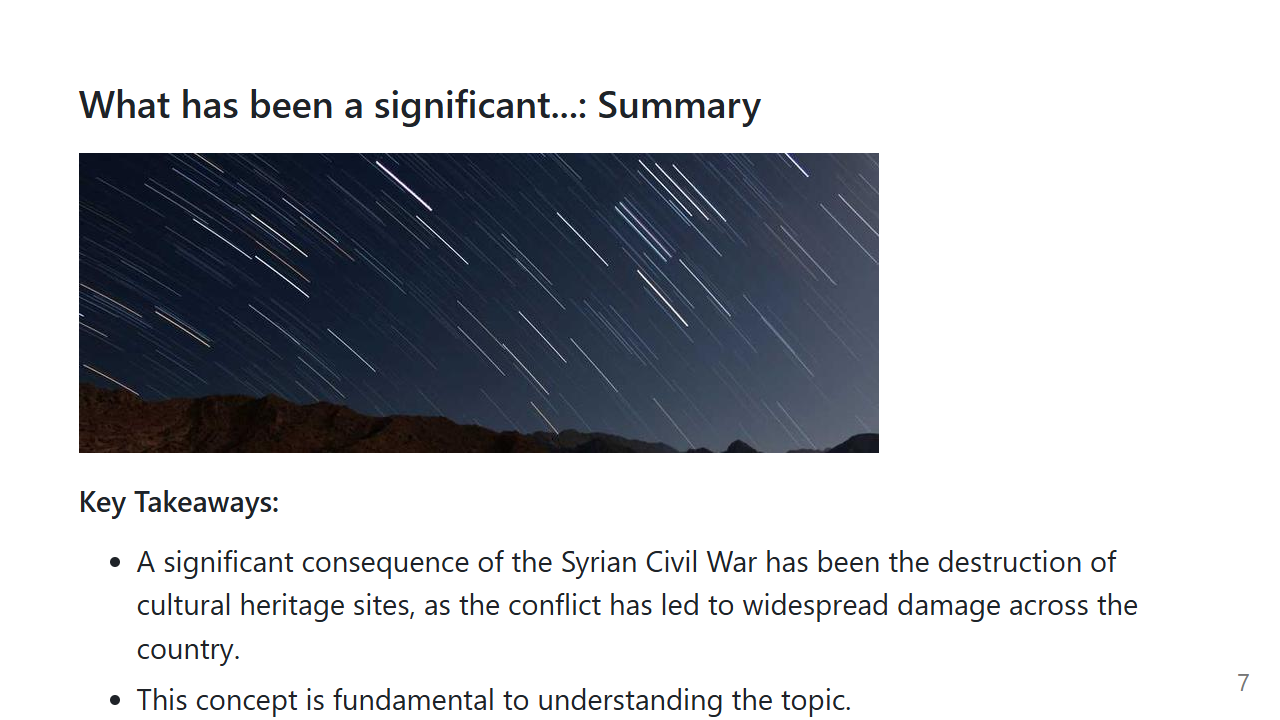 What has been a significant...: Summary
Key Takeaways:
• A significant consequence of the Syrian Civil War has been the destruction of
cultural heritage sites, as the conflict has led to widespread damage across the
country.
• This concept is fundamental to understanding the topic.
7